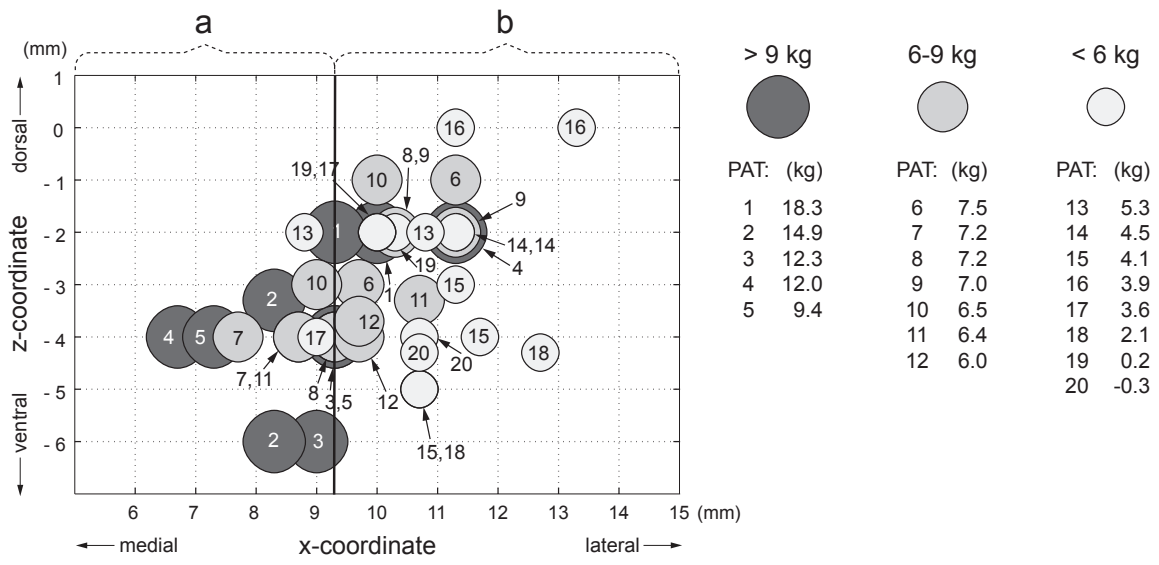 a b
(mm)
> 9 kg 6-9 kg < 6 kg
1
0
- 1
- 2
- 3
- 4
- 5
- 6
dorsal
z-coordinate
ventral
16 16
8,9
19,17
10 6
9
13 1 13
14,14
19
4
1
10 6 15
2 11
12
4 5 7 17 15
20 18
20
7,11
8
3,5
12
15,18
2 3
6 7 8 9 10 11 12 13 14 15 (mm)
medial x-coordinate lateral
PAT: (kg) PAT: (kg) PAT: (kg)
1 18.3 6 7.5 13 5.3
2 14.9 7 7.2 14 4.5
3 12.3 8 7.2 15 4.1
4 12.0 9 7.0 16 3.9
5 9.4 10 6.5 17 3.6
11 6.4 18 2.1
12 6.0 19 0.2
20 -0.3